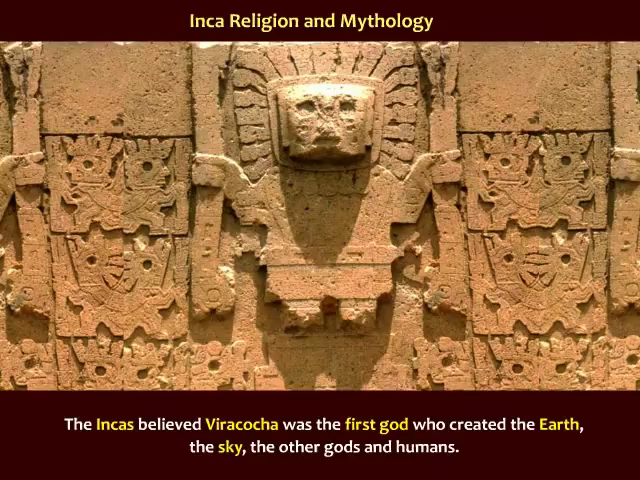 Inca Religion and Mythology
The Incas believed Viracocha was the first god who created the Earth,
the sky, the other gods and humans.